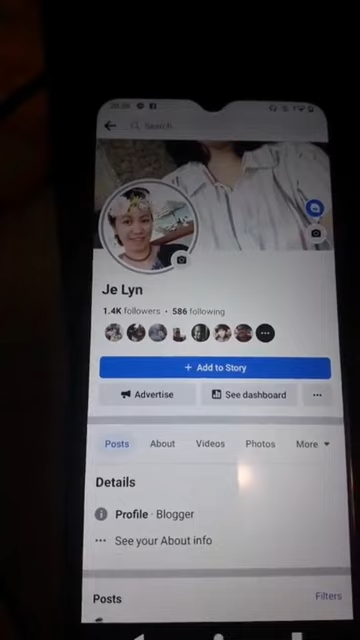 Search
Je Lyn
1.4K followers • 586 following
+ Add to Story
Advertise
See dashboard
Posts About Videos Photos More
Details
Profile · Blogger
See your About info
Posts
Filters